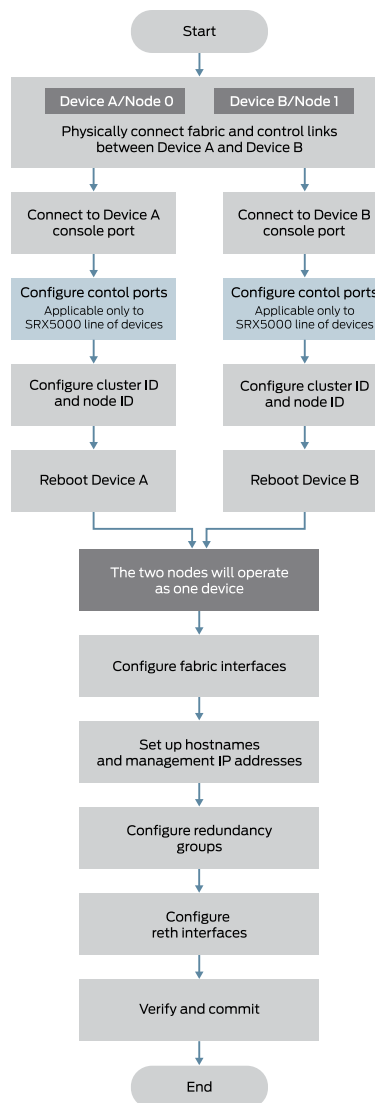 Start
Device A/Node 0
Device B/Node 1
Physically connect fabric and control links
between Device A and Device B
Connect to Device A
console port
Connect to Device B
console port
Configure contol ports
Applicable only to
SRX5000 line of devices
Configure contol ports
Applicable only to
SRX5000 line of devices
Configure cluster ID
and node ID
Configure cluster ID
and node ID
Reboot Device A
Reboot Device B
The two nodes will operate
as one device
Configure fabric interfaces
Set up hostnames
and management IP addresses
Configure redundancy
groups
Configure
reth interfaces
Verify and commit
End